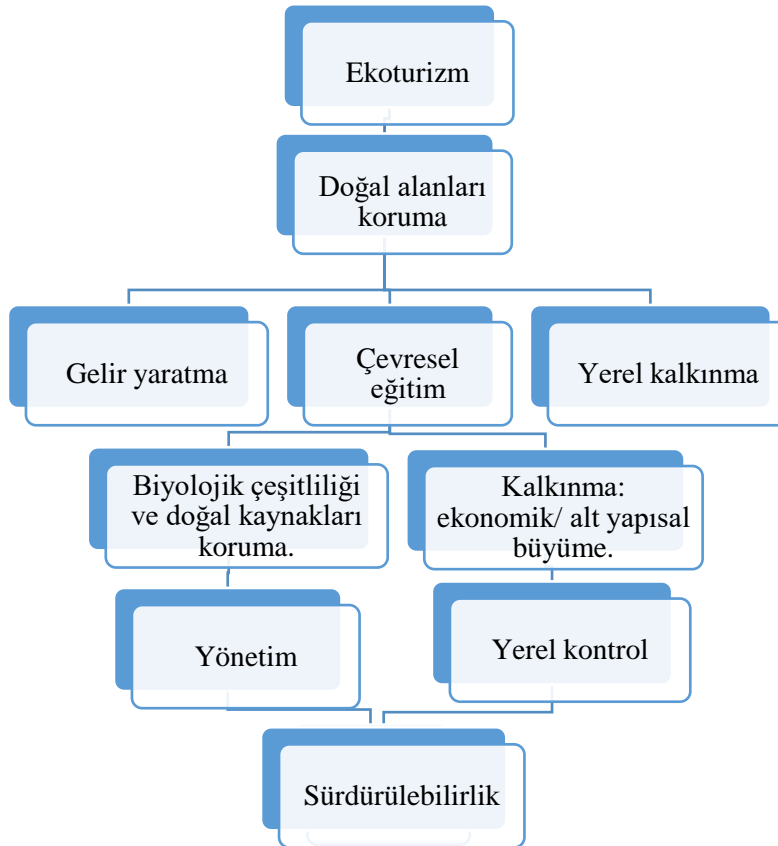 Ekoturizm
Doğal alanları
koruma
Gelir yaratma
Çevresel
eğitim
Yerel kalkınma
Biyolojik çeşitliliği
ve doğal kaynakları
koruma.
Kalkınma:
ekonomik/ alt yapısal
büyüme.
Yönetim
Yerel kontrol
Sürdürülebilirlik